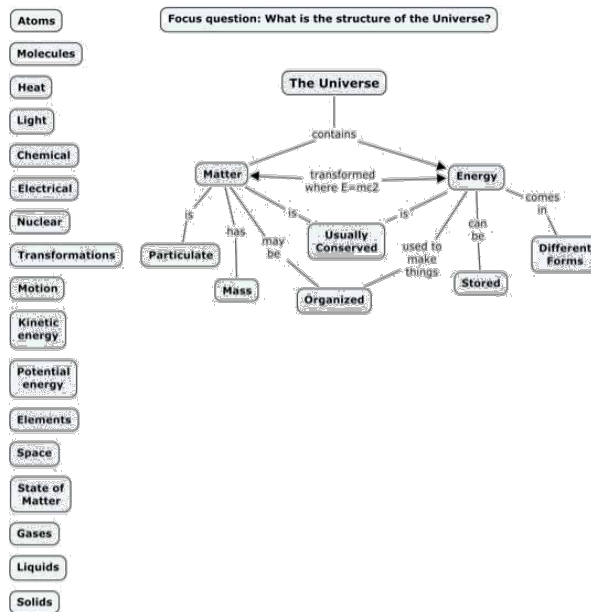 Focus question: What is the structure of the Universe?
Atoms
Molecules
Heat
Light
Chemical
Electrical
Nuclear
Transformations
Motion
Kinetic
energy
Potential
energy
Elements
Space
State of
Matter
Gases
Liquids
Solids
The Universe
contains
Matter
transformed
where E=mc2
Energy
is
has
may
be
is
is
used to
make
things
can
be
comes
in
Particulate
Mass
Usually
Conserved
Organized
Stored
Different
Forms